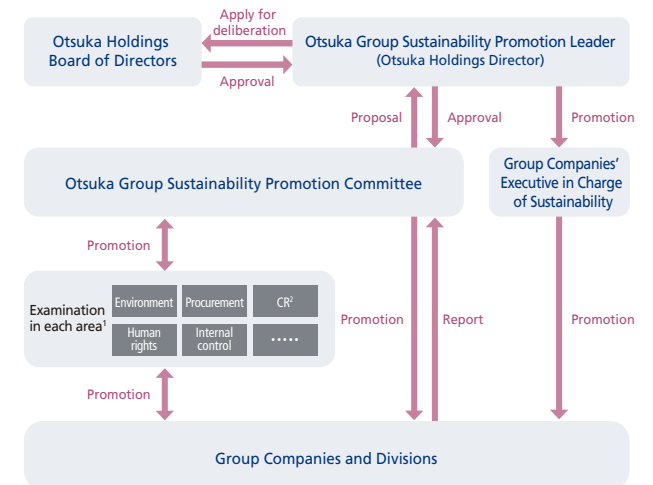 Apply for
deliberation
Otsuka Holdings
Board of Directors
Otsuka Group Sustainability Promotion Leader
(Otsuka Holdings Director)
Approval
Proposal
Approval
Promotion
Otsuka Group Sustainability Promotion Committee
Group Companies’
Executive in Charge
of Sustainability
Promotion
Examination
in each area1
Environment
Procurement
CR2
Human
rights
Internal
control
•••••
Promotion
Report
Promotion
Promotion
Group Companies and Divisions